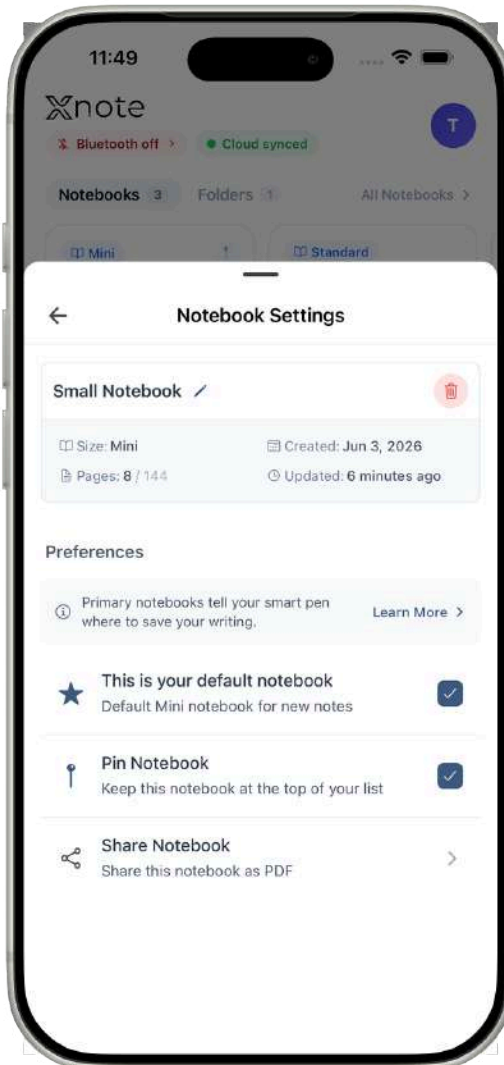 11:49
Xnote
Bluetooth off >
Cloud synced
T
Notebooks 3 Folders 1 All Notebooks >
Mini Standard
Notebook Settings
Small Notebook
Size: Mini Created: Jun 3, 2026
Pages: 8 / 144 Updated: 6 minutes ago
Preferences
Primary notebooks tell your smart pen
where to save your writing.
Learn More >
This is your default notebook
Default Mini notebook for new notes
Pin Notebook
Keep this notebook at the top of your list
Share Notebook
Share this notebook as PDF